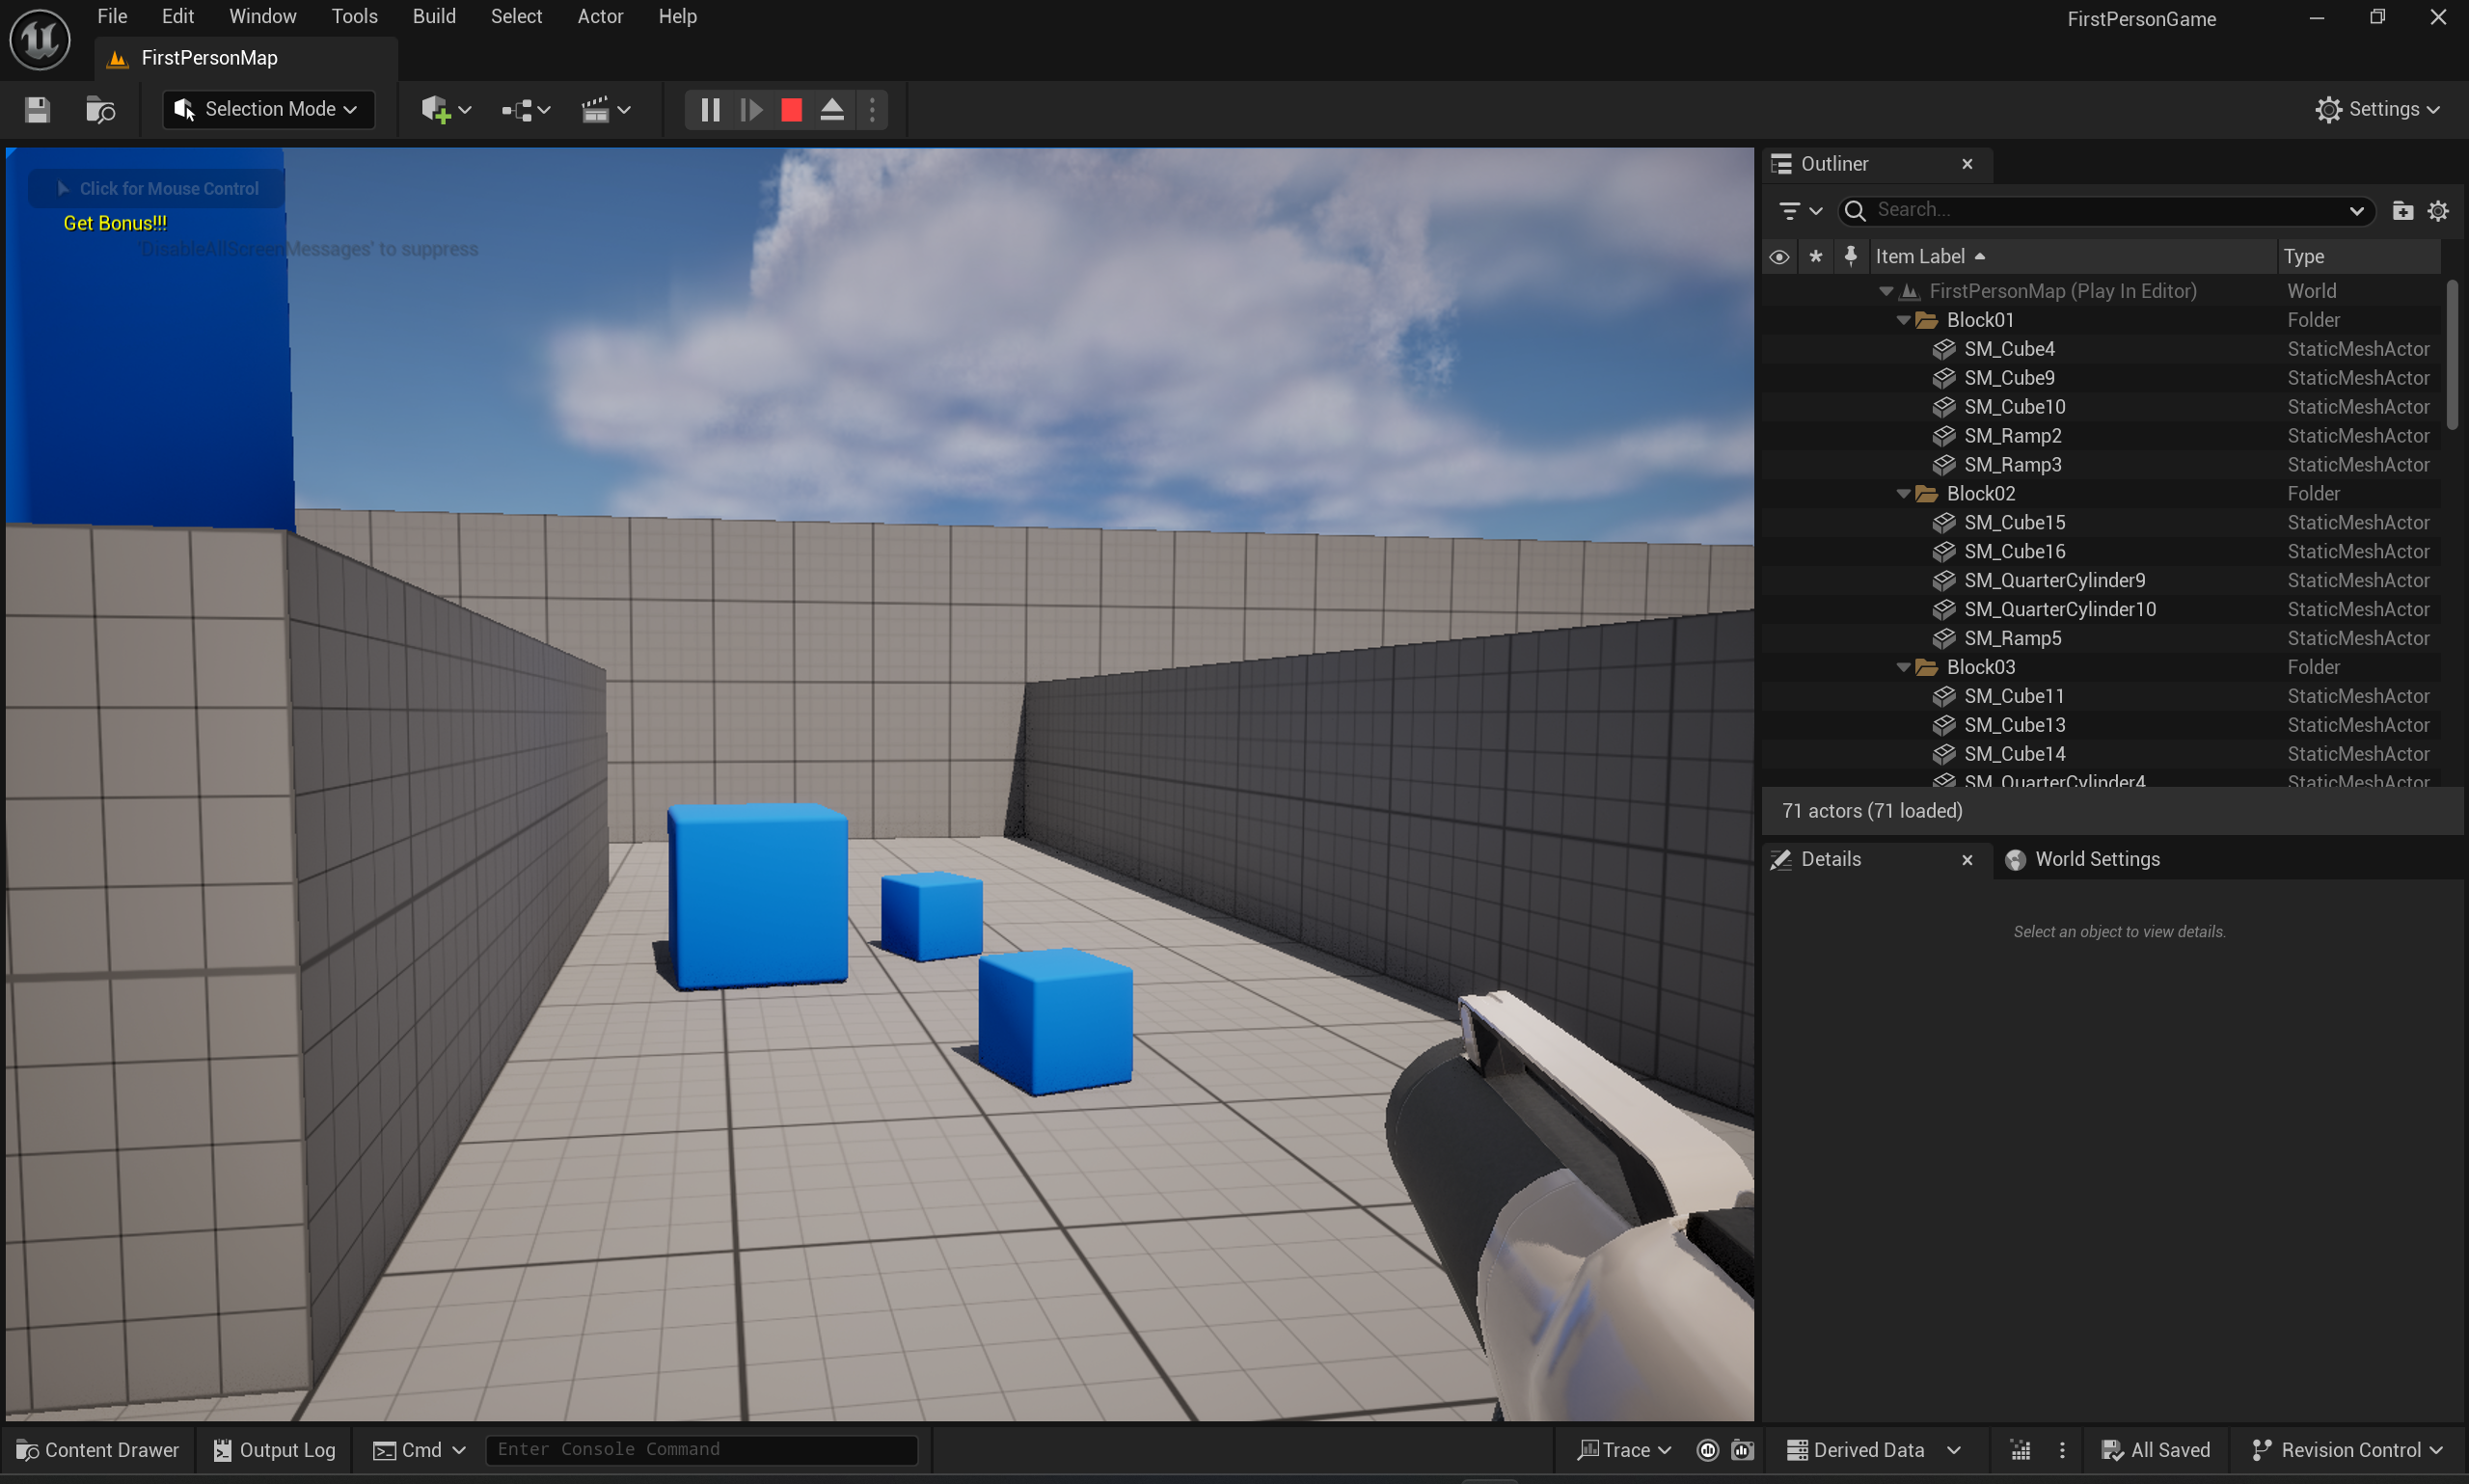 File Edit Window Tools Build Select Actor Help
FirstPersonGame
FirstPersonMap
Selection Mode
Settings
Click for Mouse Control
Get Bonus!!!
'DisableAllScreenMessages' to suppress
Outliner
Search...
Item Label Type
FirstPersonMap (Play In Editor) World
Block01 Folder
SM_Cube4 StaticMeshActor
SM_Cube9 StaticMeshActor
SM_Cube10 StaticMeshActor
SM_Ramp2 StaticMeshActor
SM_Ramp3 StaticMeshActor
Block02 Folder
SM_Cube15 StaticMeshActor
SM_Cube16 StaticMeshActor
SM_QuarterCylinder9 StaticMeshActor
SM_QuarterCylinder10 StaticMeshActor
SM_Ramp5 StaticMeshActor
Block03 Folder
SM_Cube11 StaticMeshActor
SM_Cube13 StaticMeshActor
SM_Cube14 StaticMeshActor
SM_QuarterCylinder4 StaticMeshActor
71 actors (71 loaded)
Details World Settings
Select an object to view details.
Content Drawer Output Log Cmd Enter Console Command Trace Derived Data All Saved Revision Control